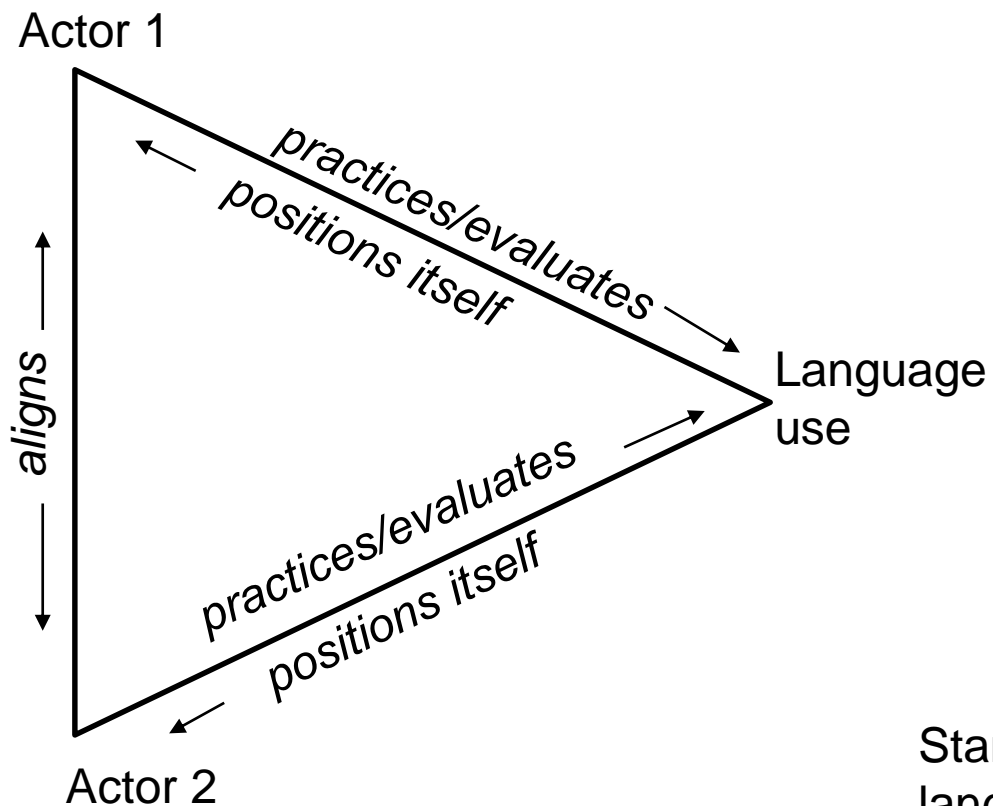 Actor 1
practices/evaluates
positions itself
aligns
Language
use
practices/evaluates
positions itself
Actor 2